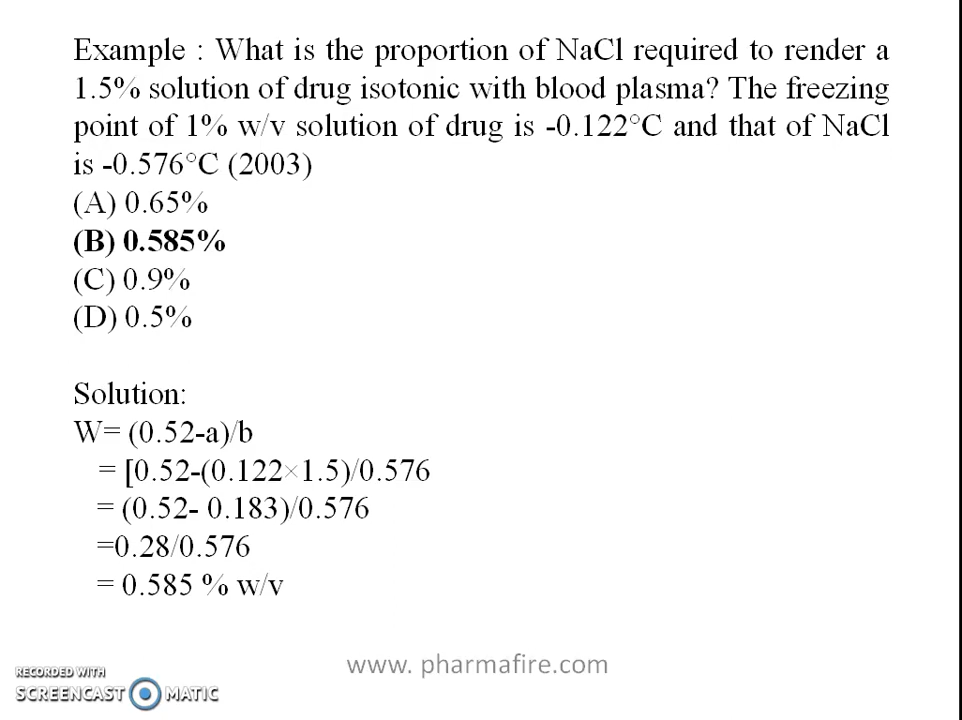 Example : What is the proportion of NaCl required to render a
1.5% solution of drug isotonic with blood plasma? The freezing
point of 1% w/v solution of drug is -0.122°C and that of NaCl
is -0.576°C (2003)
(A) 0.65%
(B) 0.585%
(C) 0.9%
(D) 0.5%
Solution:
W= (0.52-a)/b
= [0.52-(0.122×1.5)/0.576
= (0.52- 0.183)/0.576
=0.28/0.576
= 0.585 % w/v
www. pharmafire.com
RECORDED WITH
SCREENCAST MATIC